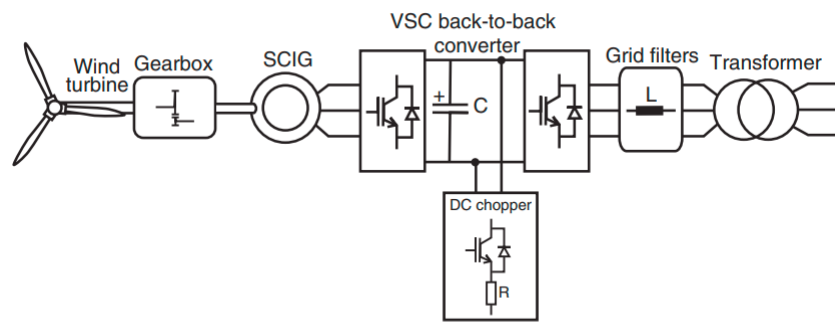 VSC back-to-back
converter
Wind
turbine
Gearbox
SCIG
Grid filters
Transformer
+
C
L
DC chopper
R